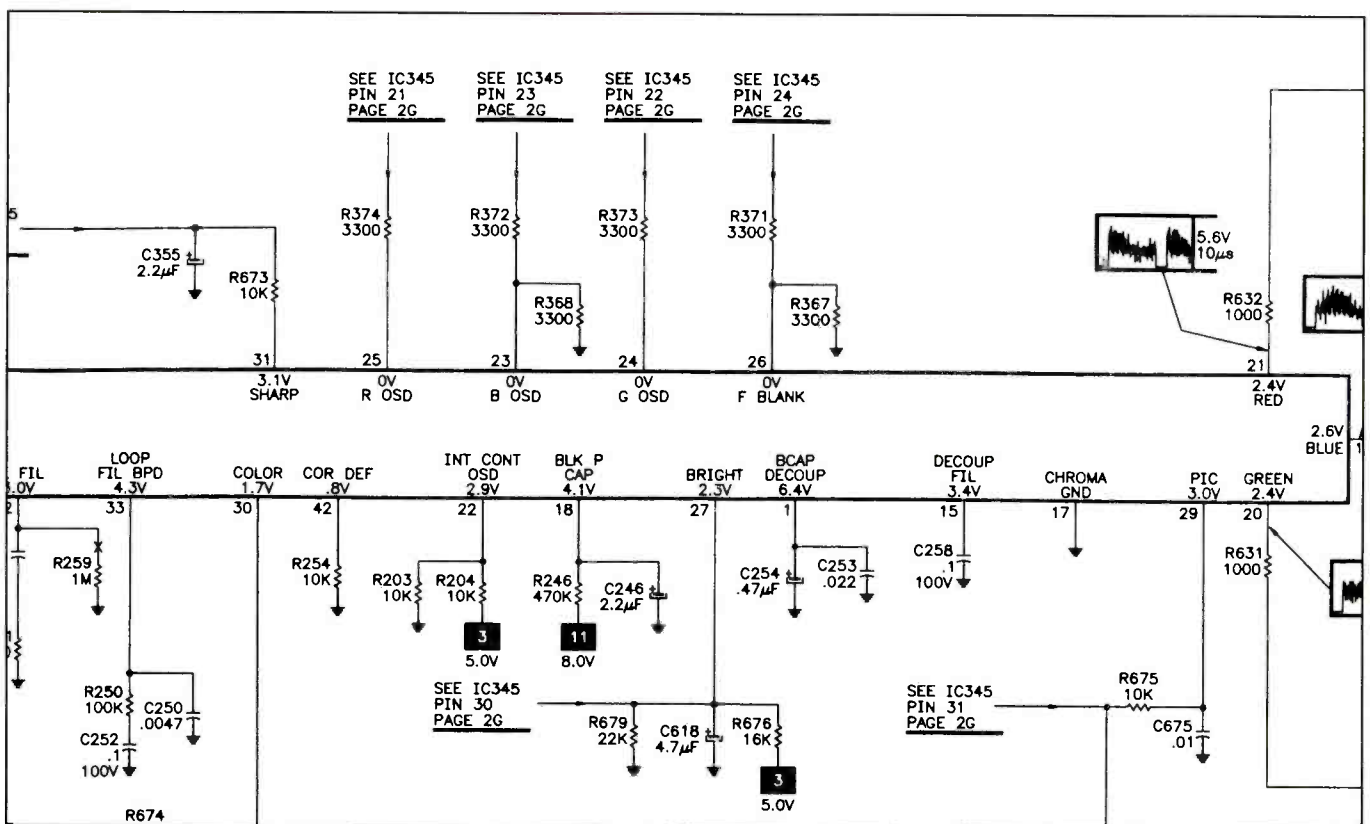 SEE IC345
PIN 21
PAGE 2G
SEE IC345
PIN 23
PAGE 2G
SEE IC345
PIN 22
PAGE 2G
SEE IC345
PIN 24
PAGE 2G
5
C355
2.2µF
+
R673
10K
R374
3300
R372
3300
R368
3300
R373
3300
R371
3300
R367
3300
5.6V
10µs
R632
1000
31
3.1V
SHARP
25
0V
R OSD
23
0V
B OSD
24
0V
G OSD
26
0V
F BLANK
21
2.4V
RED
2.6V
BLUE
1
FIL
.0V
2
LOOP
FIL BPD
4.3V
33
COLOR
1.7V
30
COR DEF
.8V
42
INT CONT
OSD
2.9V
22
BLK P
CAP
4.1V
18
BRIGHT
2.3V
27
BCAP
DECOUP
6.4V
1
DECOUP
FIL
3.4V
15
CHROMA
GND
17
PIC
3.0V
29
GREEN
2.4V
20
R259
1M
R254
10K
R203
10K
R204
10K
3
5.0V
R246
470K
11
8.0V
C246
2.2µF
+
C254
.47µF
+
C253
.022
C258
.1
100V
R631
1000
R250
100K
C250
.0047
C252
.1
100V
SEE IC345
PIN 30
PAGE 2G
R679
22K
C618
4.7µF
+
R676
16K
3
5.0V
SEE IC345
PIN 31
PAGE 2G
R675
10K
C675
.01
R674